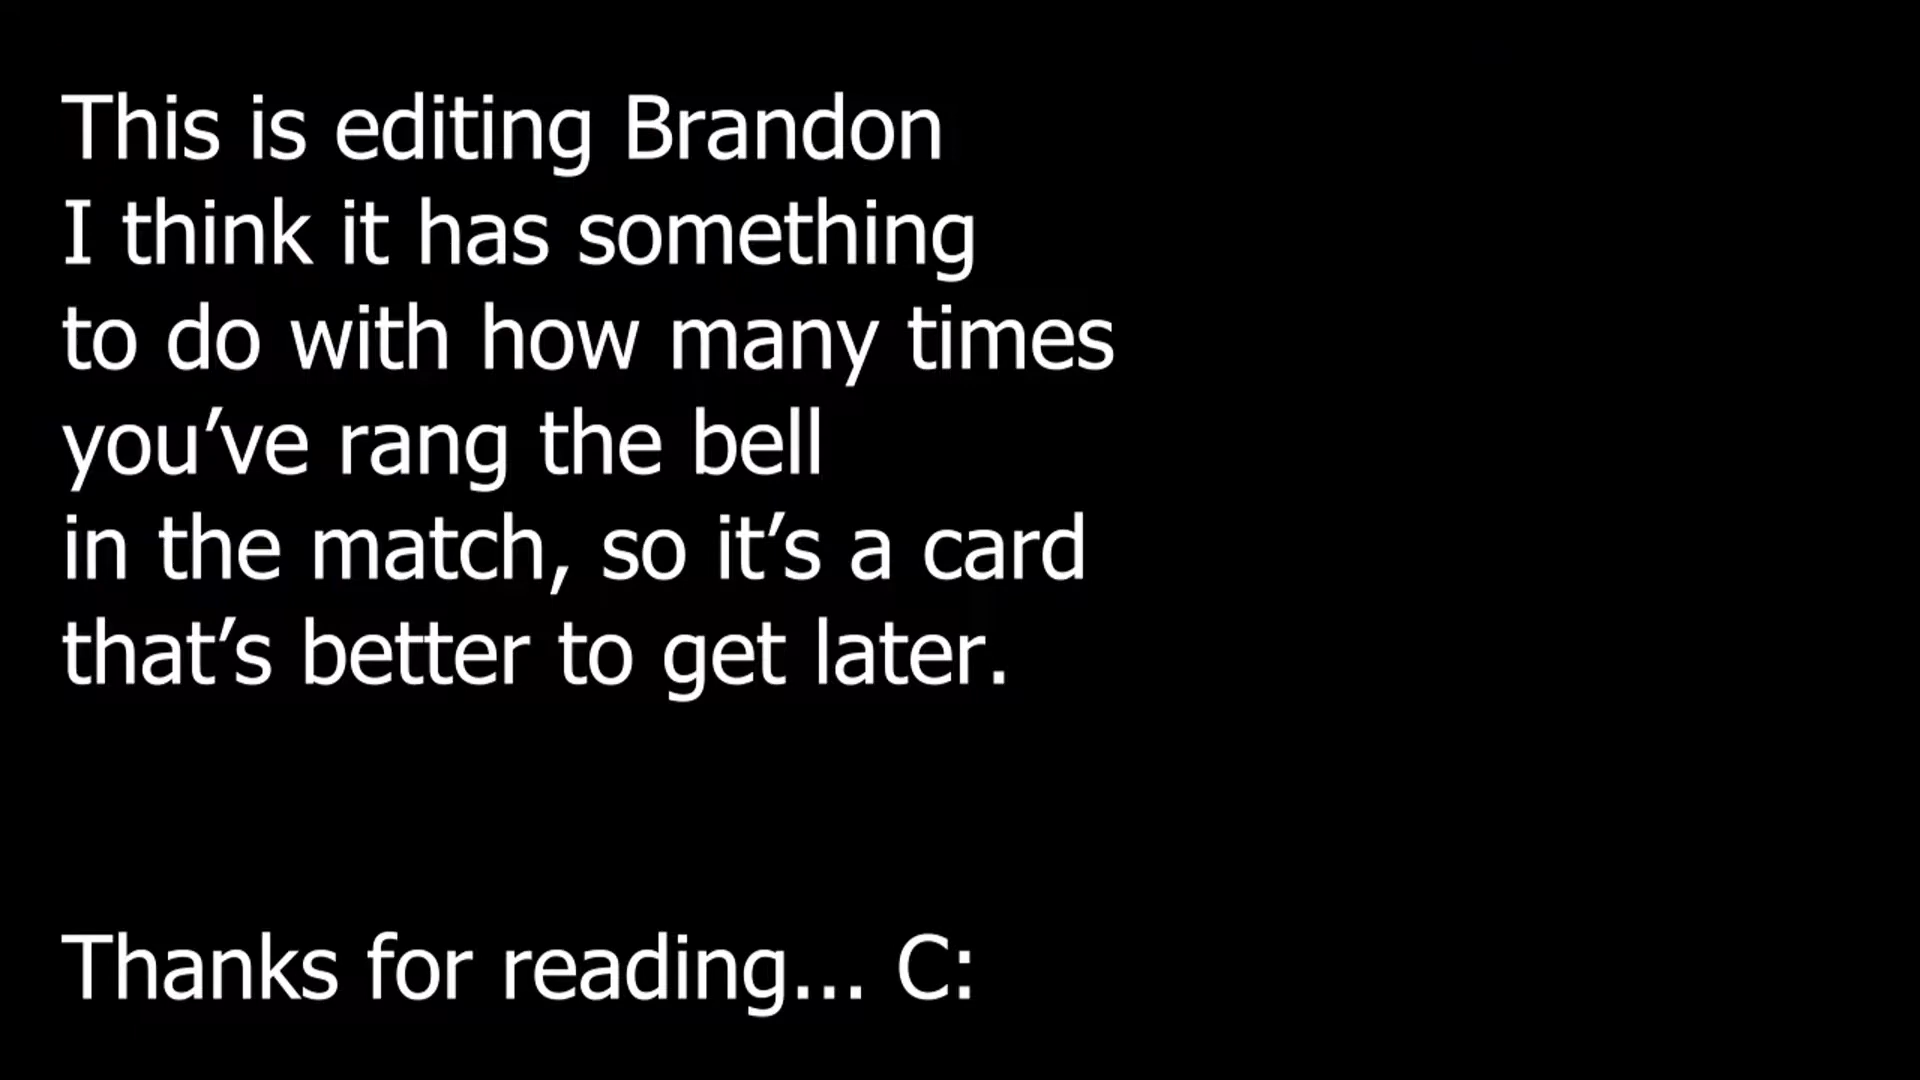 This is editing Brandon
I think it has something
to do with how many times
you’ve rang the bell
in the match, so it’s a card
that’s better to get later.
Thanks for reading... C: